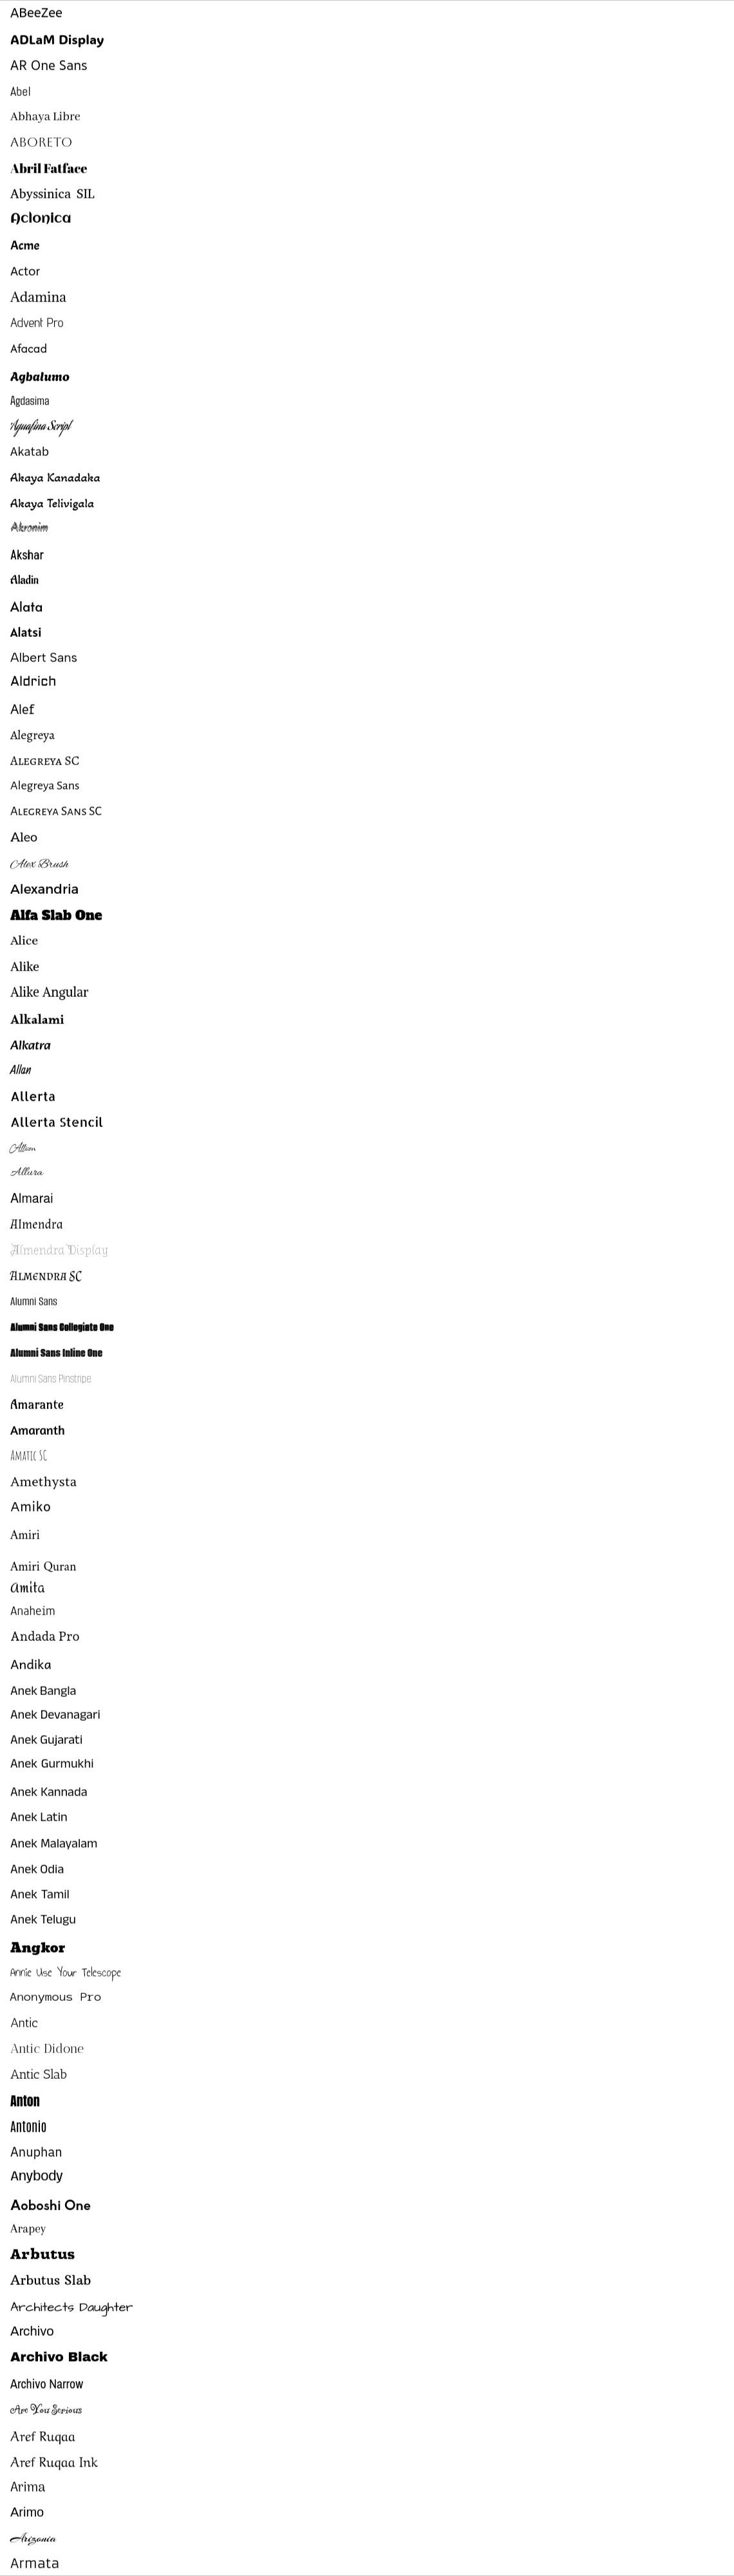 ABeeZee
ADLaM Display
AR One Sans
Abel
Abhaya Libre
ABORETO
Abril Fatface
Abyssinica SIL
Aclonica
Acme
Actor
Adamina
Advent Pro
Afacad
Agbalumo
Agdasima
Aguafina Script
Akatab
Akaya Kanadaka
Akaya Telivigala
Akronim
Akshar
Aladin
Alata
Alatsi
Albert Sans
Aldrich
Alef
Alegreya
Alegreya SC
Alegreya Sans
Alegreya Sans SC
Aleo
Alex Brush
Alexandria
Alfa Slab One
Alice
Alike
Alike Angular
Alkalami
Alkatra
Allan
Allerta
Allerta Stencil
Allison
Allura
Almarai
Almendra
Almendra Display
Almendra SC
Alumni Sans
Alumni Sans Collegiate One
Alumni Sans Inline One
Alumni Sans Pinstripe
Amarante
Amaranth
Amatic SC
Amethysta
Amiko
Amiri
Amiri Quran
Amita
Anaheim
Andada Pro
Andika
Anek Bangla
Anek Devanagari
Anek Gujarati
Anek Gurmukhi
Anek Kannada
Anek Latin
Anek Malayalam
Anek Odia
Anek Tamil
Anek Telugu
Angkor
Annie Use Your Telescope
Anonymous Pro
Antic
Antic Didone
Antic Slab
Anton
Antonio
Anuphan
Anybody
Aoboshi One
Arapey
Arbutus
Arbutus Slab
Architects Daughter
Archivo
Archivo Black
Archivo Narrow
Are You Serious
Aref Ruqaa
Aref Ruqaa Ink
Arima
Arimo
Arizonia
Armata